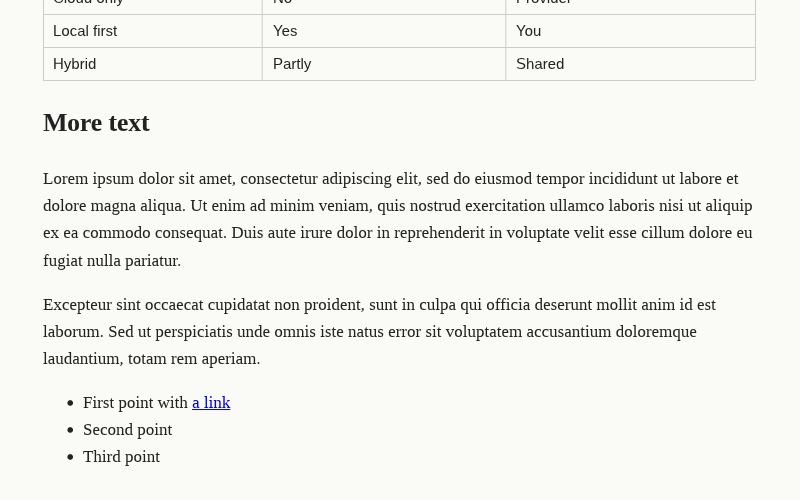 Cloud only No Provider
Local first Yes You
Hybrid Partly Shared
More text
Lorem ipsum dolor sit amet, consectetur adipiscing elit, sed do eiusmod tempor incididunt ut labore et
dolore magna aliqua. Ut enim ad minim veniam, quis nostrud exercitation ullamco laboris nisi ut aliquip
ex ea commodo consequat. Duis aute irure dolor in reprehenderit in voluptate velit esse cillum dolore eu
fugiat nulla pariatur.
Excepteur sint occaecat cupidatat non proident, sunt in culpa qui officia deserunt mollit anim id est
laborum. Sed ut perspiciatis unde omnis iste natus error sit voluptatem accusantium doloremque
laudantium, totam rem aperiam.
• First point with a link
• Second point
• Third point